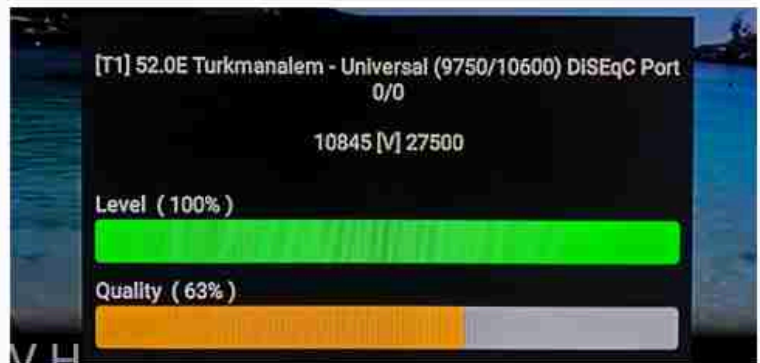 [T1] 52.0E Turkmanalem - Universal (9750/10600) DiSEqC Port
0/0
10845 [V] 27500
Level ( 100% )
Quality ( 63% )
V H